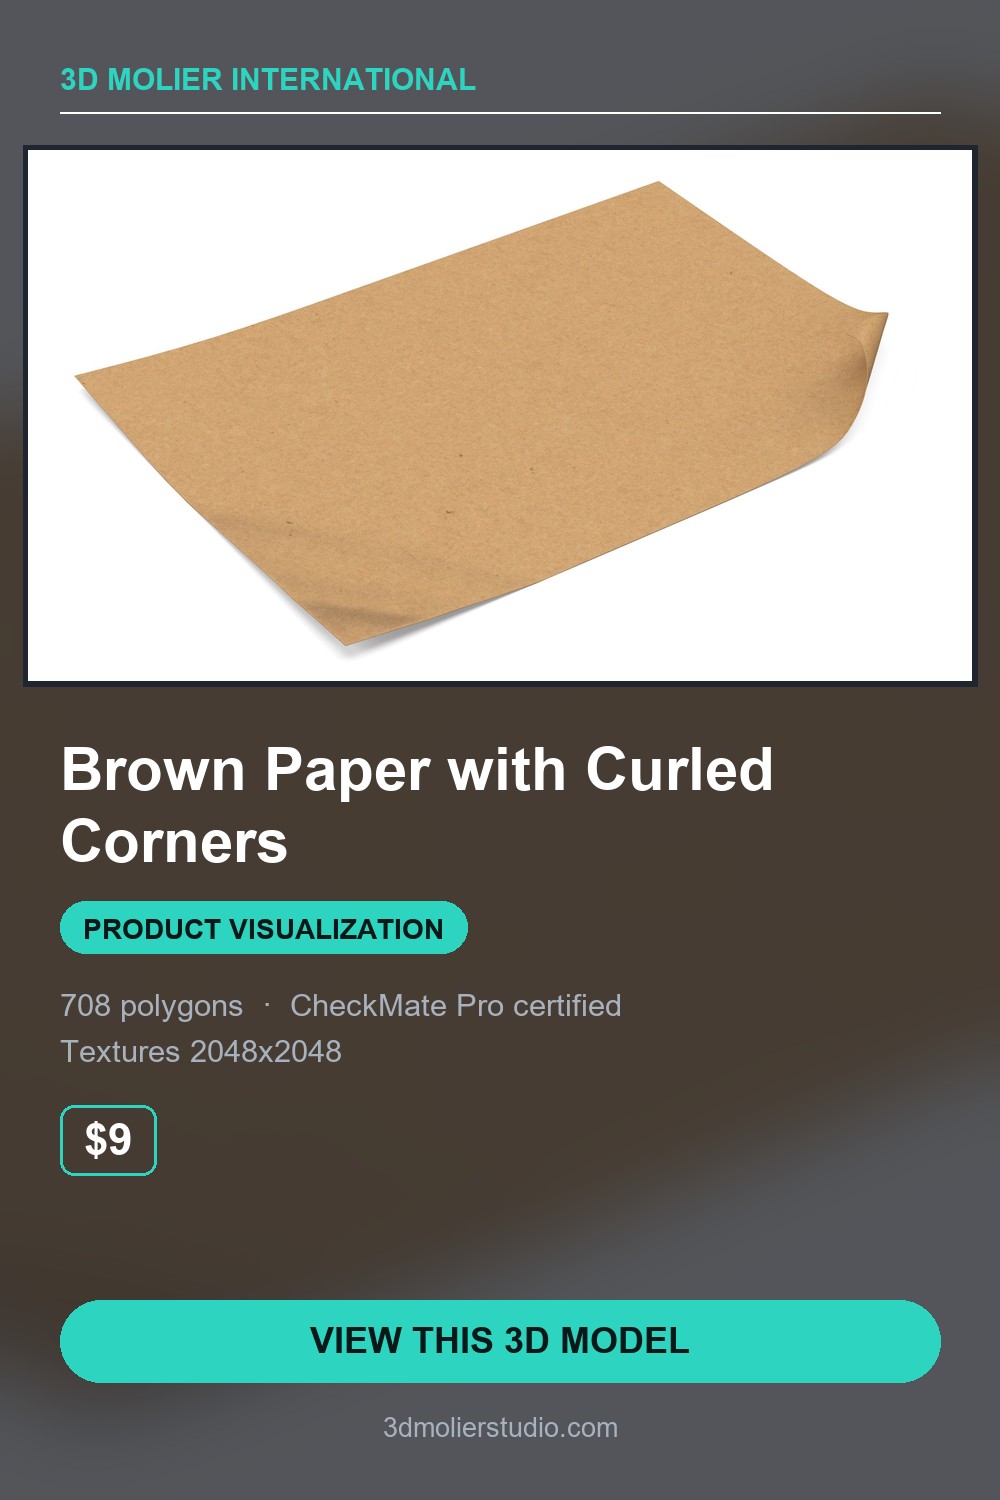 3D MOLIER INTERNATIONAL
Brown Paper with Curled
Corners
PRODUCT VISUALIZATION
708 polygons · CheckMate Pro certified
Textures 2048x2048
$9
VIEW THIS 3D MODEL
3dmolierstudio.com